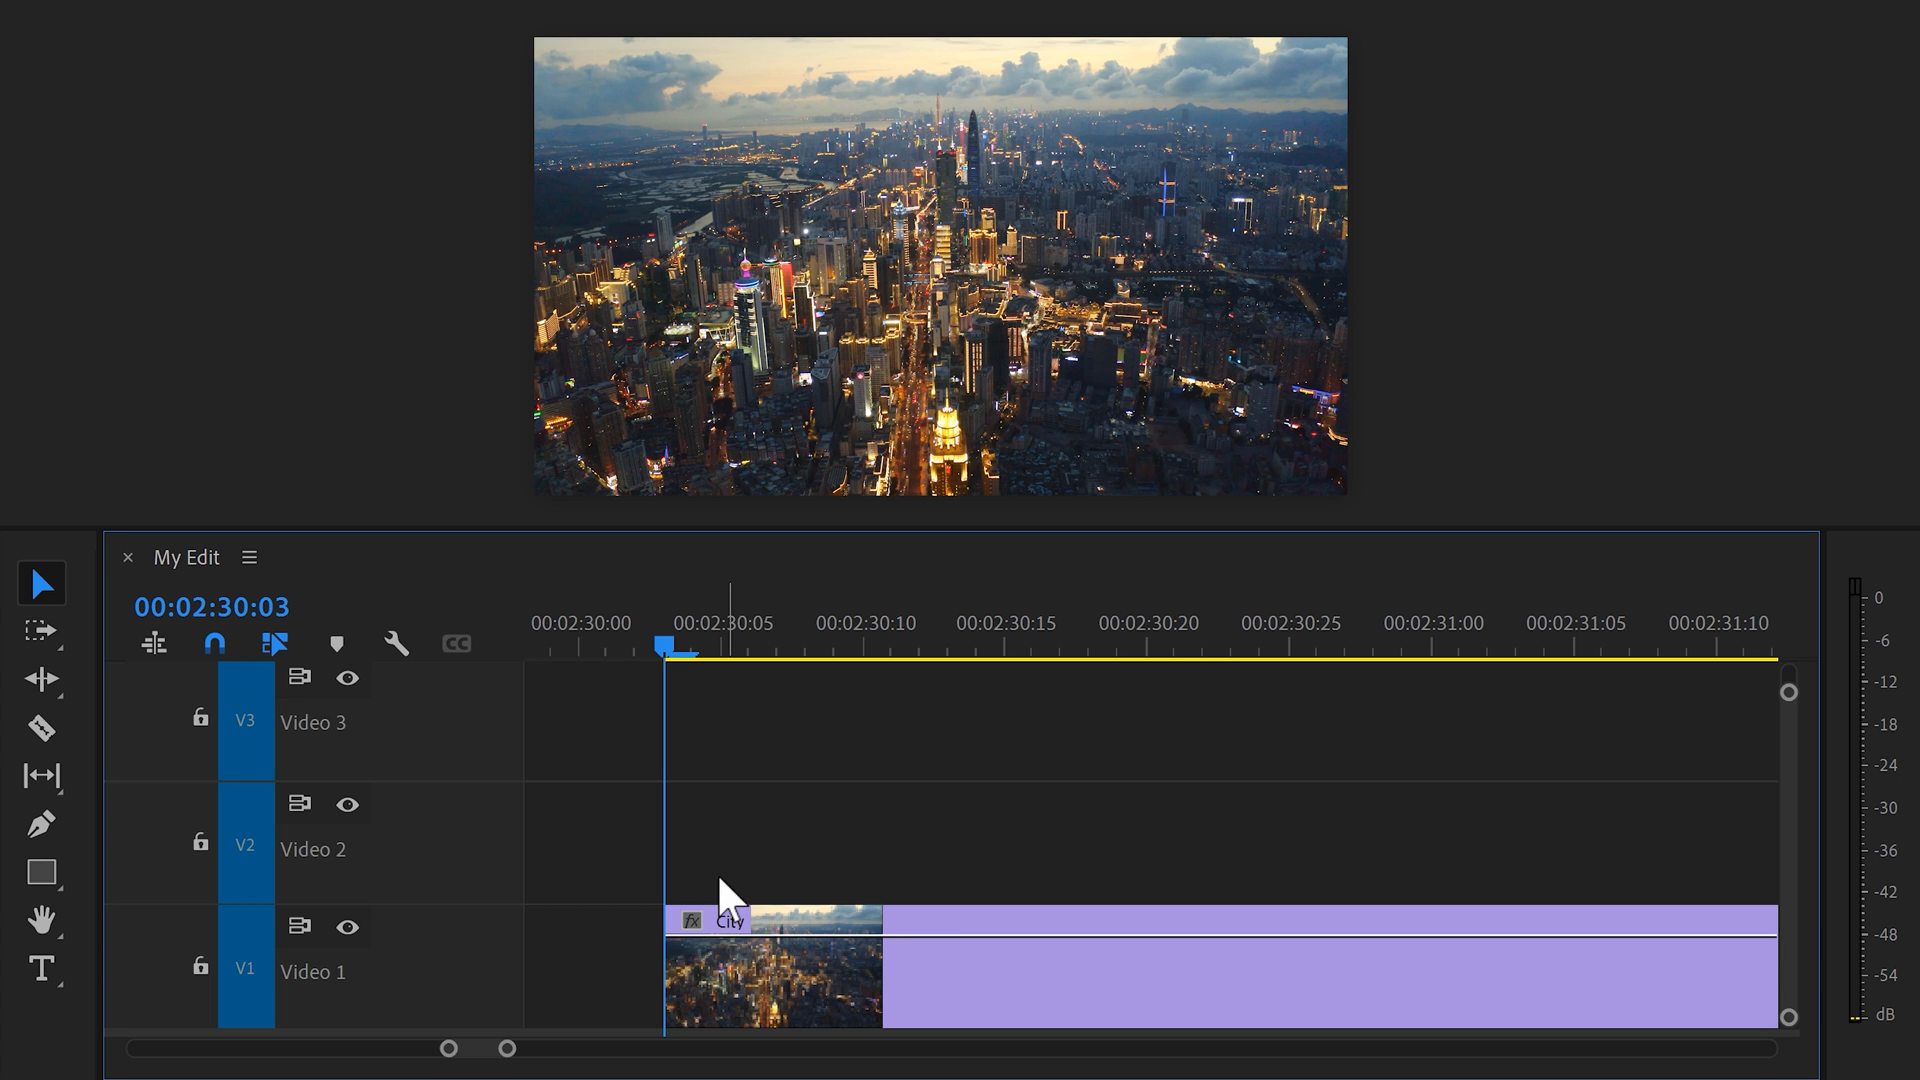 My Edit
00:02:30:03
00:02:30:00 00:02:30:05 00:02:30:10 00:02:30:15 00:02:30:20 00:02:30:25 00:02:31:00 00:02:31:05 00:02:31:10
CC
V3 Video 3
V2 Video 2
fx City
V1 Video 1
T
0
-6
-12
-18
-24
-30
-36
-42
-48
-54
dB